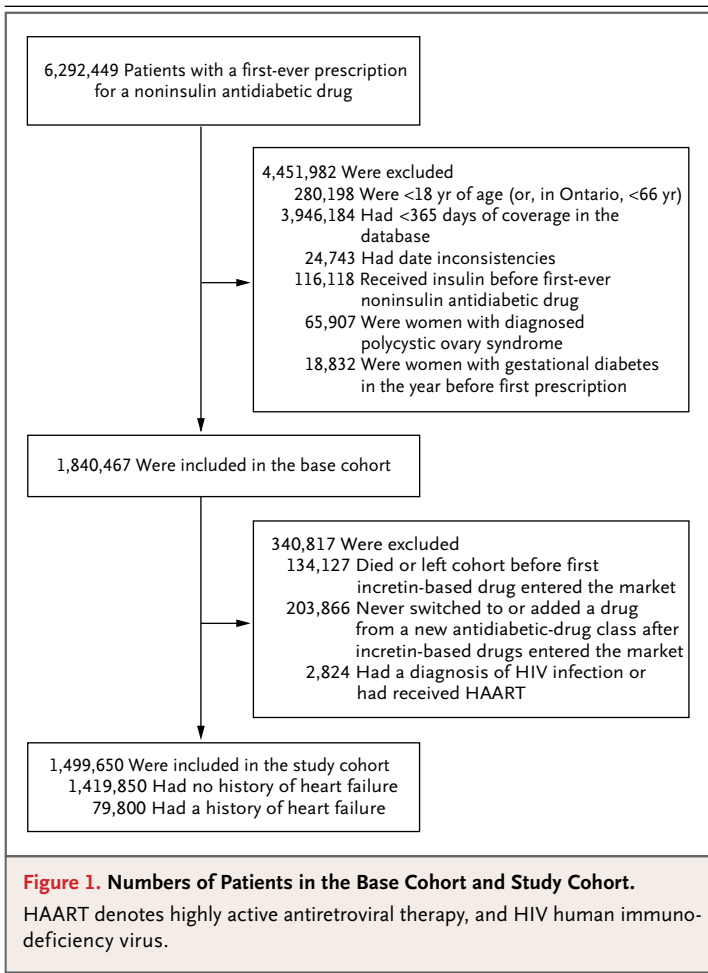 6,292,449 Patients with a first-ever prescription
for a noninsulin antidiabetic drug
4,451,982 Were excluded
280,198 Were <18 yr of age (or, in Ontario, <66 yr)
3,946,184 Had <365 days of coverage in the
database
24,743 Had date inconsistencies
116,118 Received insulin before first-ever
noninsulin antidiabetic drug
65,907 Were women with diagnosed
polycystic ovary syndrome
18,832 Were women with gestational diabetes
in the year before first prescription
1,840,467 Were included in the base cohort
340,817 Were excluded
134,127 Died or left cohort before first
incretin-based drug entered the market
203,866 Never switched to or added a drug
from a new antidiabetic-drug class after
incretin-based drugs entered the market
2,824 Had a diagnosis of HIV infection or
had received HAART
1,499,650 Were included in the study cohort
1,419,850 Had no history of heart failure
79,800 Had a history of heart failure
Figure 1. Numbers of Patients in the Base Cohort and Study Cohort.
HAART denotes highly active antiretroviral therapy, and HIV human immuno-
deficiency virus.